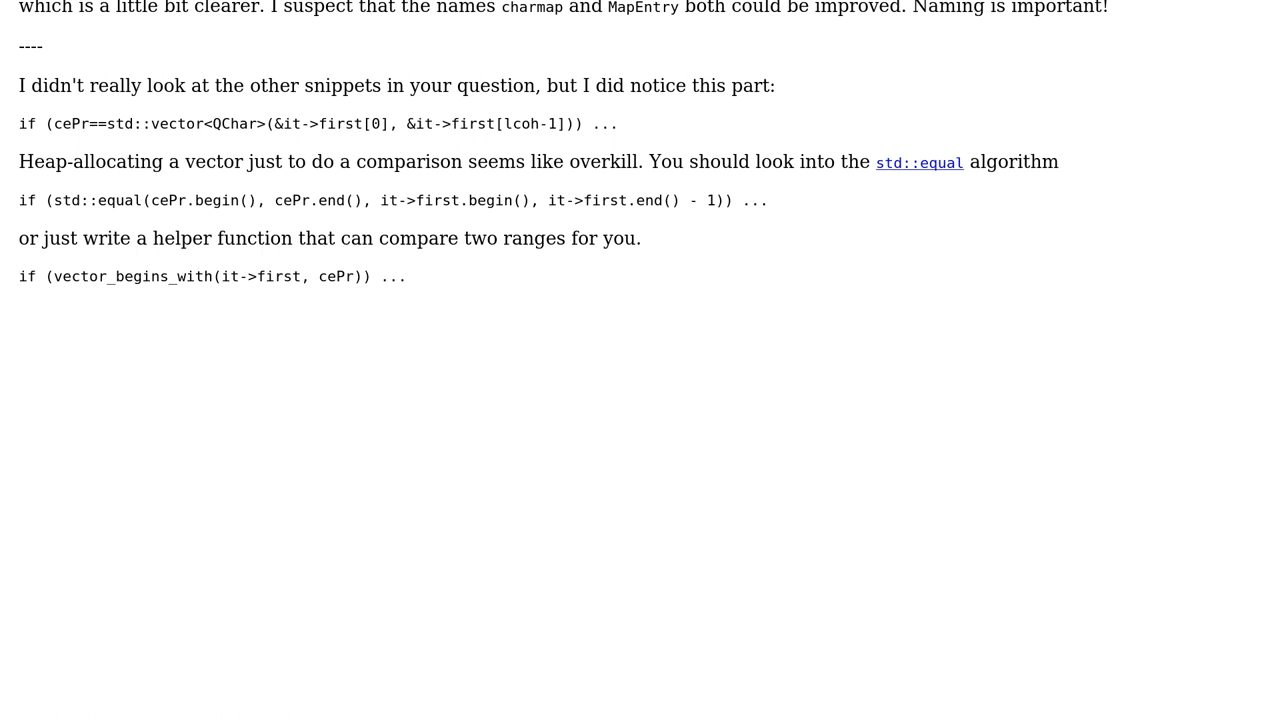 which is a little bit clearer. I suspect that the names charmap and MapEntry both could be improved. Naming is important!
----
I didn't really look at the other snippets in your question, but I did notice this part:
if (cePr==std::vector<QChar>(&it->first[0], &it->first[lcoh-1])) ...
Heap-allocating a vector just to do a comparison seems like overkill. You should look into the std::equal algorithm
if (std::equal(cePr.begin(), cePr.end(), it->first.begin(), it->first.end() - 1)) ...
or just write a helper function that can compare two ranges for you.
if (vector_begins_with(it->first, cePr)) ...